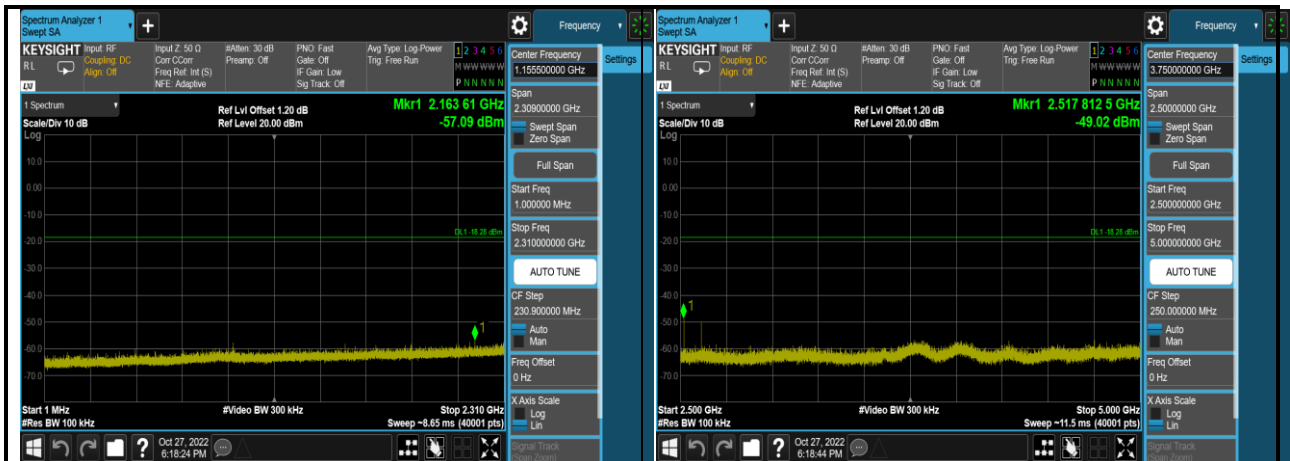 Spectrum Analyzer 1
Swept SA
+
Frequency
KEYSIGHT
RL
LXI
Input: RF
Coupling: DC
Align: Off
Input Z: 50 Ω
Corr CCorr
Freq Ref: Int (S)
NFE: Adaptive
#Atten: 30 dB
Preamp: Off
PNO: Fast
Gate: Off
IF Gain: Low
Sig Track: Off
Avg Type: Log-Power
Trig: Free Run
1 2 3 4 5 6
M W W W W W
P N N N N N
Center Frequency
1.155500000 GHz
Settings
Span
2.30900000 GHz
Swept Span
Zero Span
Full Span
Start Freq
1.000000 MHz
Stop Freq
2.310000000 GHz
AUTO TUNE
CF Step
230.900000 MHz
Auto
Man
Freq Offset
0 Hz
X Axis Scale
Log
Lin
Signal Track
(Span Zoom)
1 Spectrum
Scale/Div 10 dB
Log
Ref Lvl Offset 1.20 dB
Ref Level 20.00 dBm
Mkr1 2.163 61 GHz
-57.09 dBm
10.0
0.00
-10.0
DL1 -18.28 dBm
-20.0
-30.0
-40.0
-50.0
1
-60.0
-70.0
Start 1 MHz
#Video BW 300 kHz
Stop 2.310 GHz
#Res BW 100 kHz
Sweep ~8.65 ms (40001 pts)
?
Oct 27, 2022
6:18:24 PM
Spectrum Analyzer 1
Swept SA
+
Frequency
KEYSIGHT
RL
LXI
Input: RF
Coupling: DC
Align: Off
Input Z: 50 Ω
Corr CCorr
Freq Ref: Int (S)
NFE: Adaptive
#Atten: 30 dB
Preamp: Off
PNO: Fast
Gate: Off
IF Gain: Low
Sig Track: Off
Avg Type: Log-Power
Trig: Free Run
1 2 3 4 5 6
M W W W W W
P N N N N N
Center Frequency
3.750000000 GHz
Settings
Span
2.50000000 GHz
Swept Span
Zero Span
Full Span
Start Freq
2.500000000 GHz
Stop Freq
5.000000000 GHz
AUTO TUNE
CF Step
250.000000 MHz
Auto
Man
Freq Offset
0 Hz
X Axis Scale
Log
Lin
Signal Track
(Span Zoom)
1 Spectrum
Scale/Div 10 dB
Log
Ref Lvl Offset 1.20 dB
Ref Level 20.00 dBm
Mkr1 2.517 812 5 GHz
-49.02 dBm
10.0
0.00
-10.0
DL1 -18.28 dBm
-20.0
-30.0
-40.0
1
-50.0
-60.0
-70.0
Start 2.500 GHz
#Video BW 300 kHz
Stop 5.000 GHz
#Res BW 100 kHz
Sweep ~11.5 ms (40001 pts)
?
Oct 27, 2022
6:18:44 PM